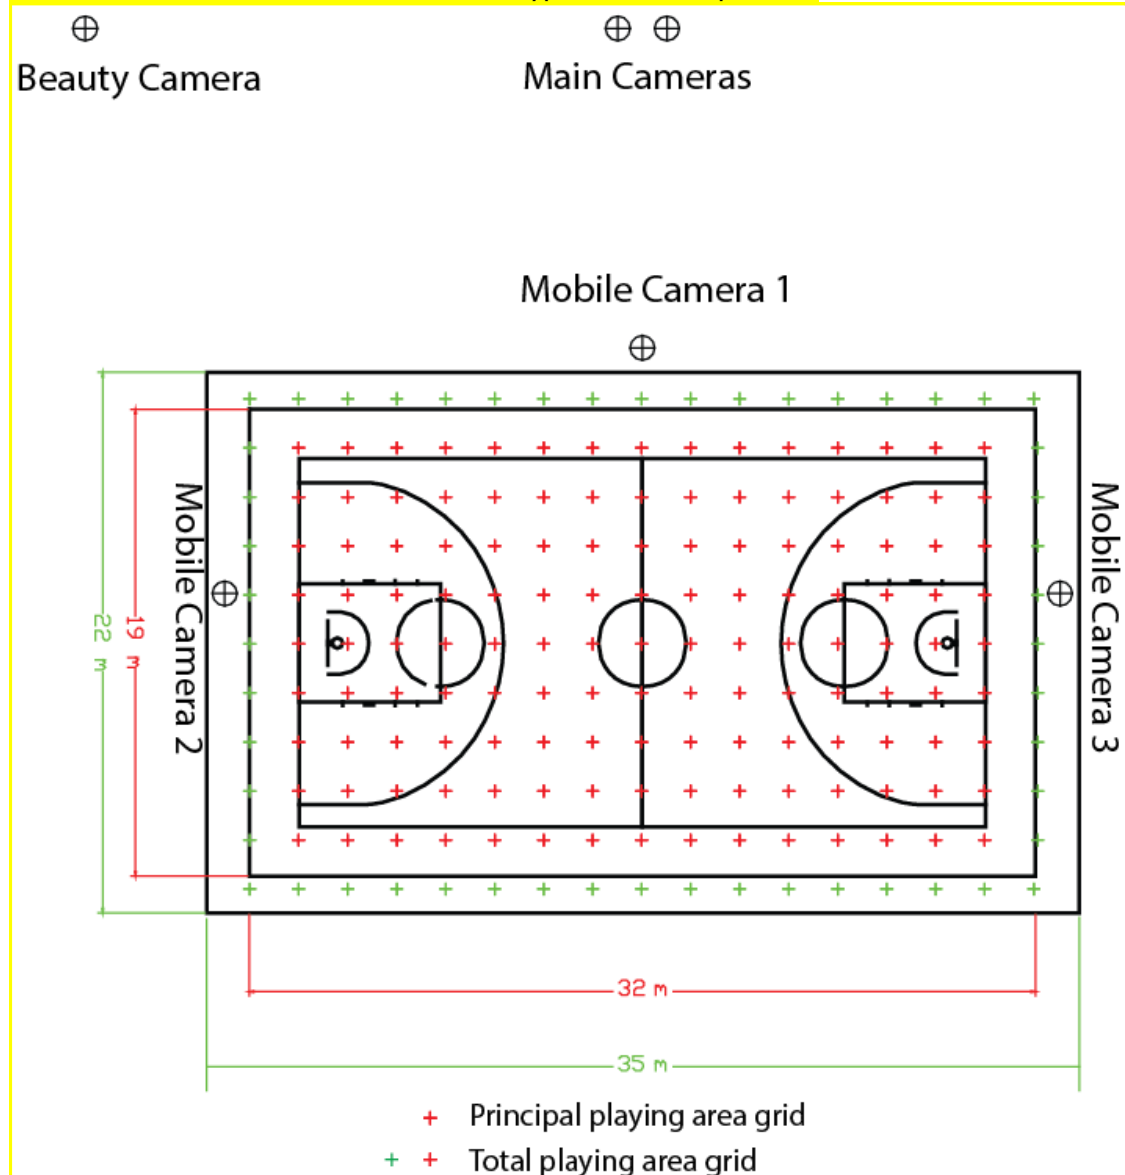 Beauty Camera
Main Cameras
Mobile Camera 1
Mobile Camera 2
22 m
19 m
Mobile Camera 3
32 m
35 m
Principal playing area grid
Total playing area grid